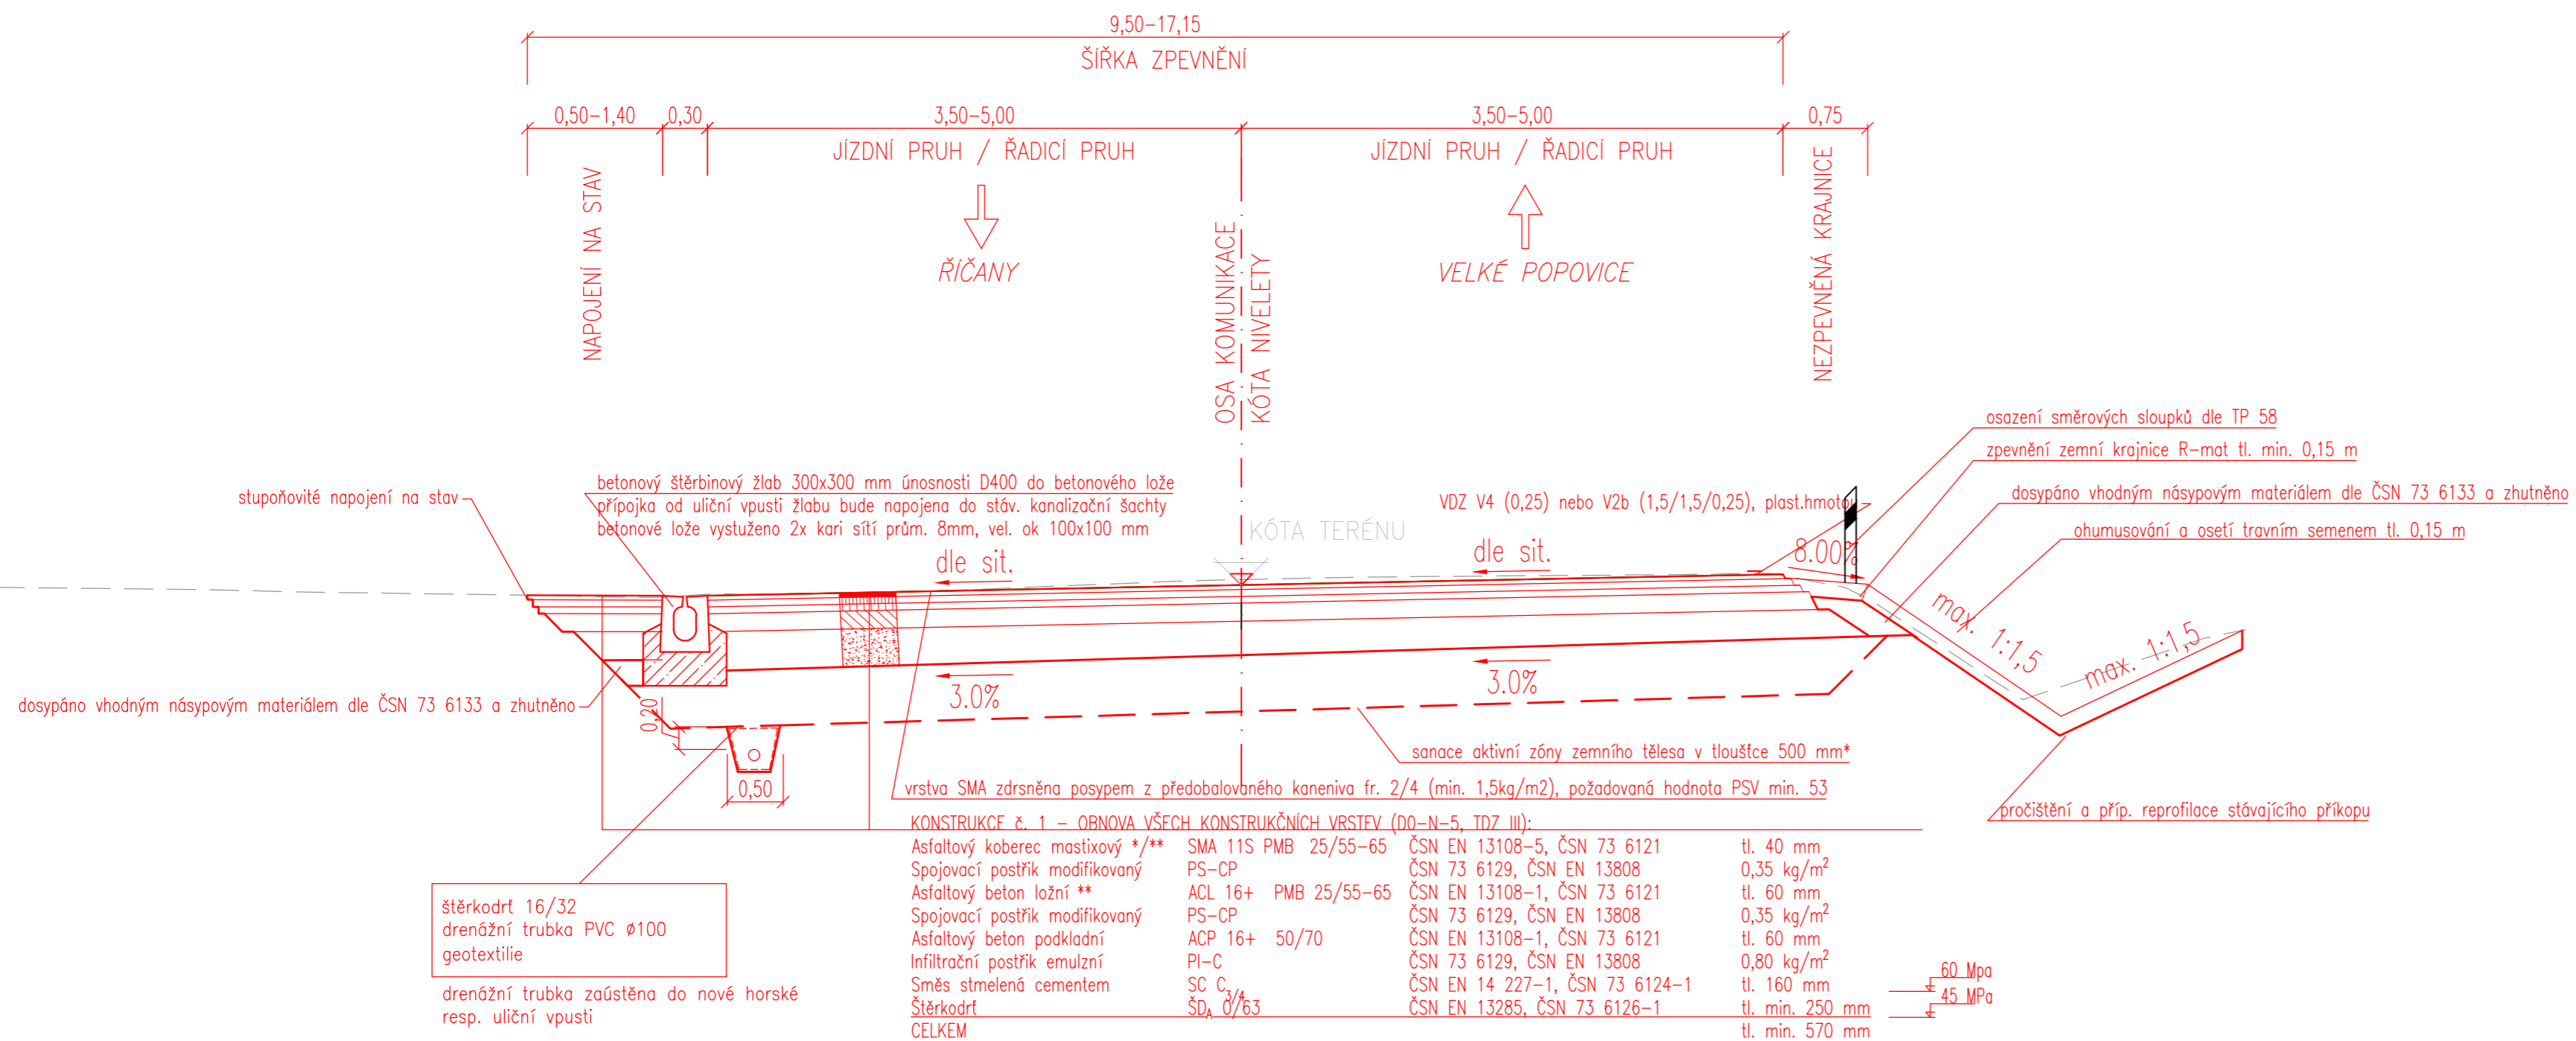 9,50-17,15
ŠÍŘKA ZPEVNĚNÍ
0,50-1,40
0,30
3,50-5,00
3,50-5,00
0,75
JÍZDNÍ PRUH / ŘADICÍ PRUH
JÍZDNÍ PRUH / ŘADICÍ PRUH
NAPOJENÍ NA STAV
ŘÍČANY
OSA KOMUNIKACE
KÓTA NIVELETY
VELKÉ POPOVICE
NEZPEVNĚNÁ KRAJNICE
osazení směrových sloupků dle TP 58
zpevnění zemní krajnice R-mat tl. min. 0,15 m
dosypáno vhodným násypovým materiálem dle ČSN 73 6133 a zhutněno
ohumusování a osetí travním semenem tl. 0,15 m
stupoňovité napojení na stav
betonový štěrbinový žlab 300x300 mm únosnosti D400 do betonového lože
přípojka od uliční vpusti žlabu bude napojena do stáv. kanalizační šachty
betonové lože vystuženo 2x kari sítí prům. 8mm, vel. ok 100x100 mm
VDZ V4 (0,25) nebo V2b (1,5/1,5/0,25), plast.hmotou
KÓTA TERÉNU
dle sit.
dle sit.
8.00%
max. 1:1,5
max. 1:1,5
3.0%
3.0%
dosypáno vhodným násypovým materiálem dle ČSN 73 6133 a zhutněno
0,20
0,50
sanace aktivní zóny zemního tělesa v tloušťce 500 mm*
vrstva SMA zdrsněna posypem z předobalovaného kaneniva fr. 2/4 (min. 1,5kg/m2), požadovaná hodnota PSV min. 53
pročištění a příp. reprofilace stávajícího příkopu
KONSTRUKCE č. 1 - OBNOVA VŠECH KONSTRUKČNÍCH VRSTEV (D0-N-5, TDZ III):
Asfaltový koberec mastixový */** SMA 11S PMB 25/55-65 ČSN EN 13108-5, ČSN 73 6121 tl. 40 mm
Spojovací postřik modifikovaný PS-CP ČSN 73 6129, ČSN EN 13808 0,35 kg/m²
Asfaltový beton ložní ** ACL 16+ PMB 25/55-65 ČSN EN 13108-1, ČSN 73 6121 tl. 60 mm
Spojovací postřik modifikovaný PS-CP ČSN 73 6129, ČSN EN 13808 0,35 kg/m²
Asfaltový beton podkladní ACP 16+ 50/70 ČSN EN 13108-1, ČSN 73 6121 tl. 60 mm
Infiltrační postřik emulzní PI-C ČSN 73 6129, ČSN EN 13808 0,80 kg/m²
Směs stmelená cementem SC C3/4 ČSN EN 14 227-1, ČSN 73 6124-1 tl. 160 mm
60 Mpa
Štěrkodrť ŠDA 0/63 ČSN EN 13285, ČSN 73 6126-1 tl. min. 250 mm
45 MPa
CELKEM tl. min. 570 mm
štěrkodrť 16/32
drenážní trubka PVC ø100
geotextilie
drenážní trubka zaústěna do nové horské
resp. uliční vpusti